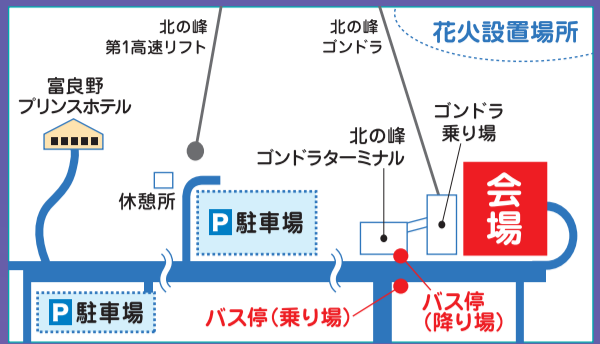 北の峰
第1高速リフト
北の峰
ゴンドラ
花火設置場所
富良野
プリンスホテル
ゴンドラ
乗り場
北の峰
ゴンドラターミナル
休憩所
P 駐車場
会場
P 駐車場
バス停（乗り場）
バス停
（降り場）